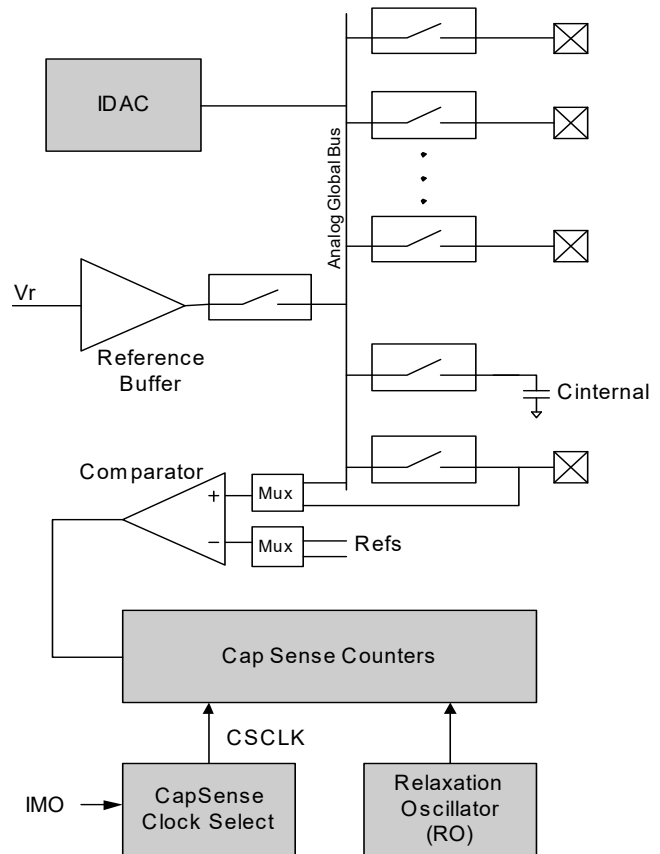 IDAC
Analog Global Bus
Vr
Reference
Buffer
Cinternal
Comparator
+
Mux
−
Mux
Refs
Cap Sense Counters
CSCLK
IMO
CapSense
Clock Select
Relaxation
Oscillator
(RO)